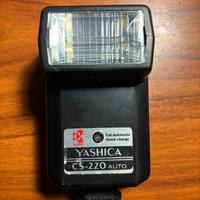 Full Automatic
Quick charge
YASHICA
CS-220 AUTO